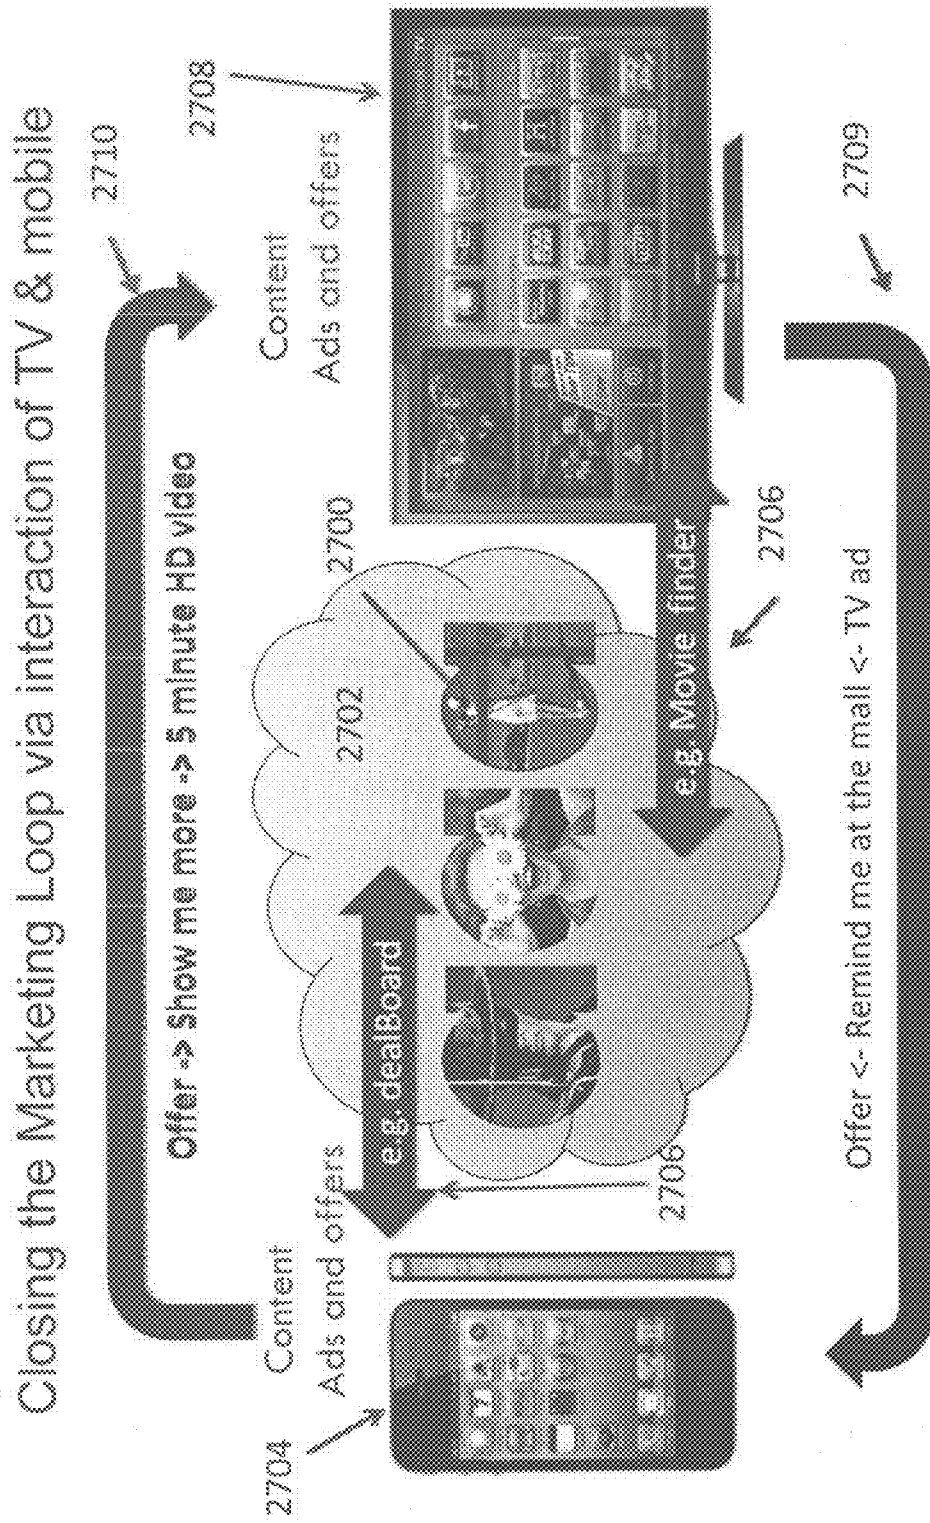 Closing the Marketing Loop via interaction of TV & mobile
2710
Offer -> Show me more -> 5 minute HD video
2704
Content
Ads and offers
Content
Ads and offers
2708
2702
2700
e.g. dealBoard
2706
e.g. Movie finder
2706
Offer <- Remind me at the mall <- TV ad
2709